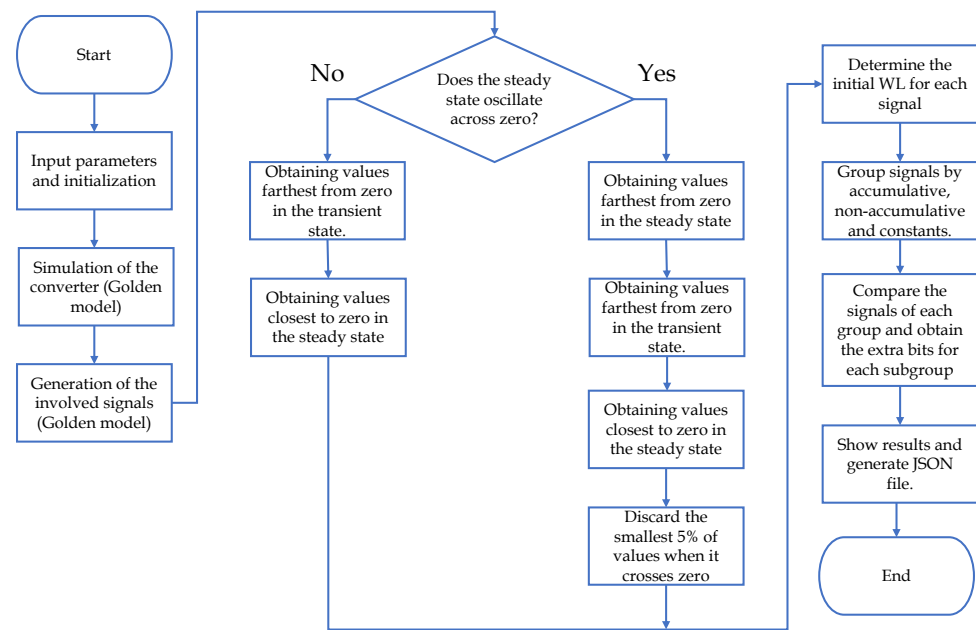 Start
Input parameters
and initialization
Simulation of the
converter (Golden
model)
Generation of the
involved signals
(Golden model)
Does the steady
state oscillate
across zero?
No
Yes
Obtaining values
farthest from zero
in the transient
state.
Obtaining values
closest to zero in
the steady state
Obtaining values
farthest from zero
in the steady state
Obtaining values
farthest from zero
in the transient
state.
Obtaining values
closest to zero in
the steady state
Discard the
smallest 5% of
values when it
crosses zero
Determine the
initial WL for each
signal
Group signals by
accumulative,
non-accumulative
and constants.
Compare the
signals of each
group and obtain
the extra bits for
each subgroup
Show results and
generate JSON
file.
End